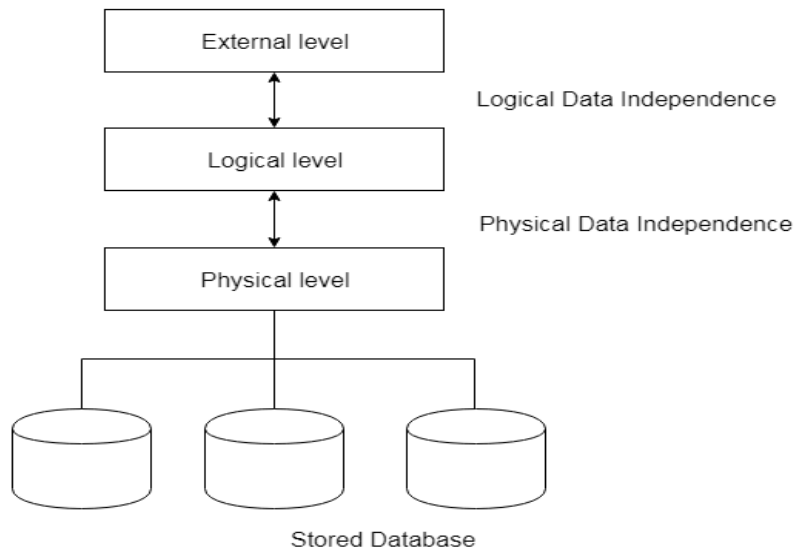 External level
Logical Data Independence
Logical level
Physical Data Independence
Physical level
Stored Database